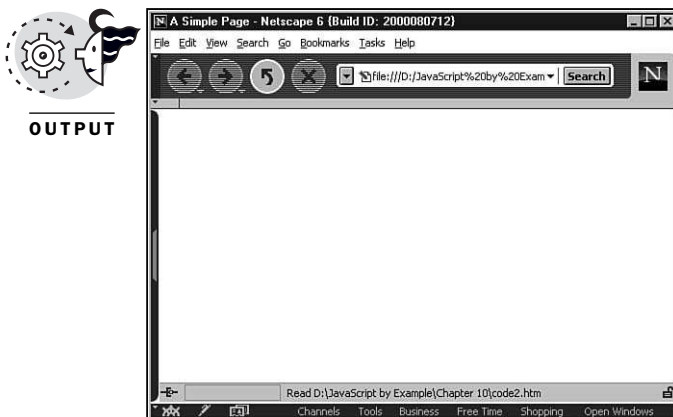 A Simple Page - Netscape 6 {Build ID: 2000080712}
File Edit View Search Go Bookmarks Tasks Help
file:///D:/JavaScript%20by%20Exam Search N
OUTPUT
Read D:\JavaScript by Example\Chapter 10\code2.htm
Channels Tools Business Free Time Shopping Open Windows